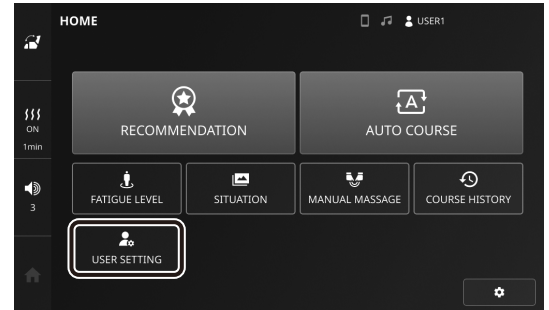 HOME
USER1
ON
1min
3
RECOMMENDATION
AUTO COURSE
FATIGUE LEVEL
SITUATION
MANUAL MASSAGE
COURSE HISTORY
USER SETTING